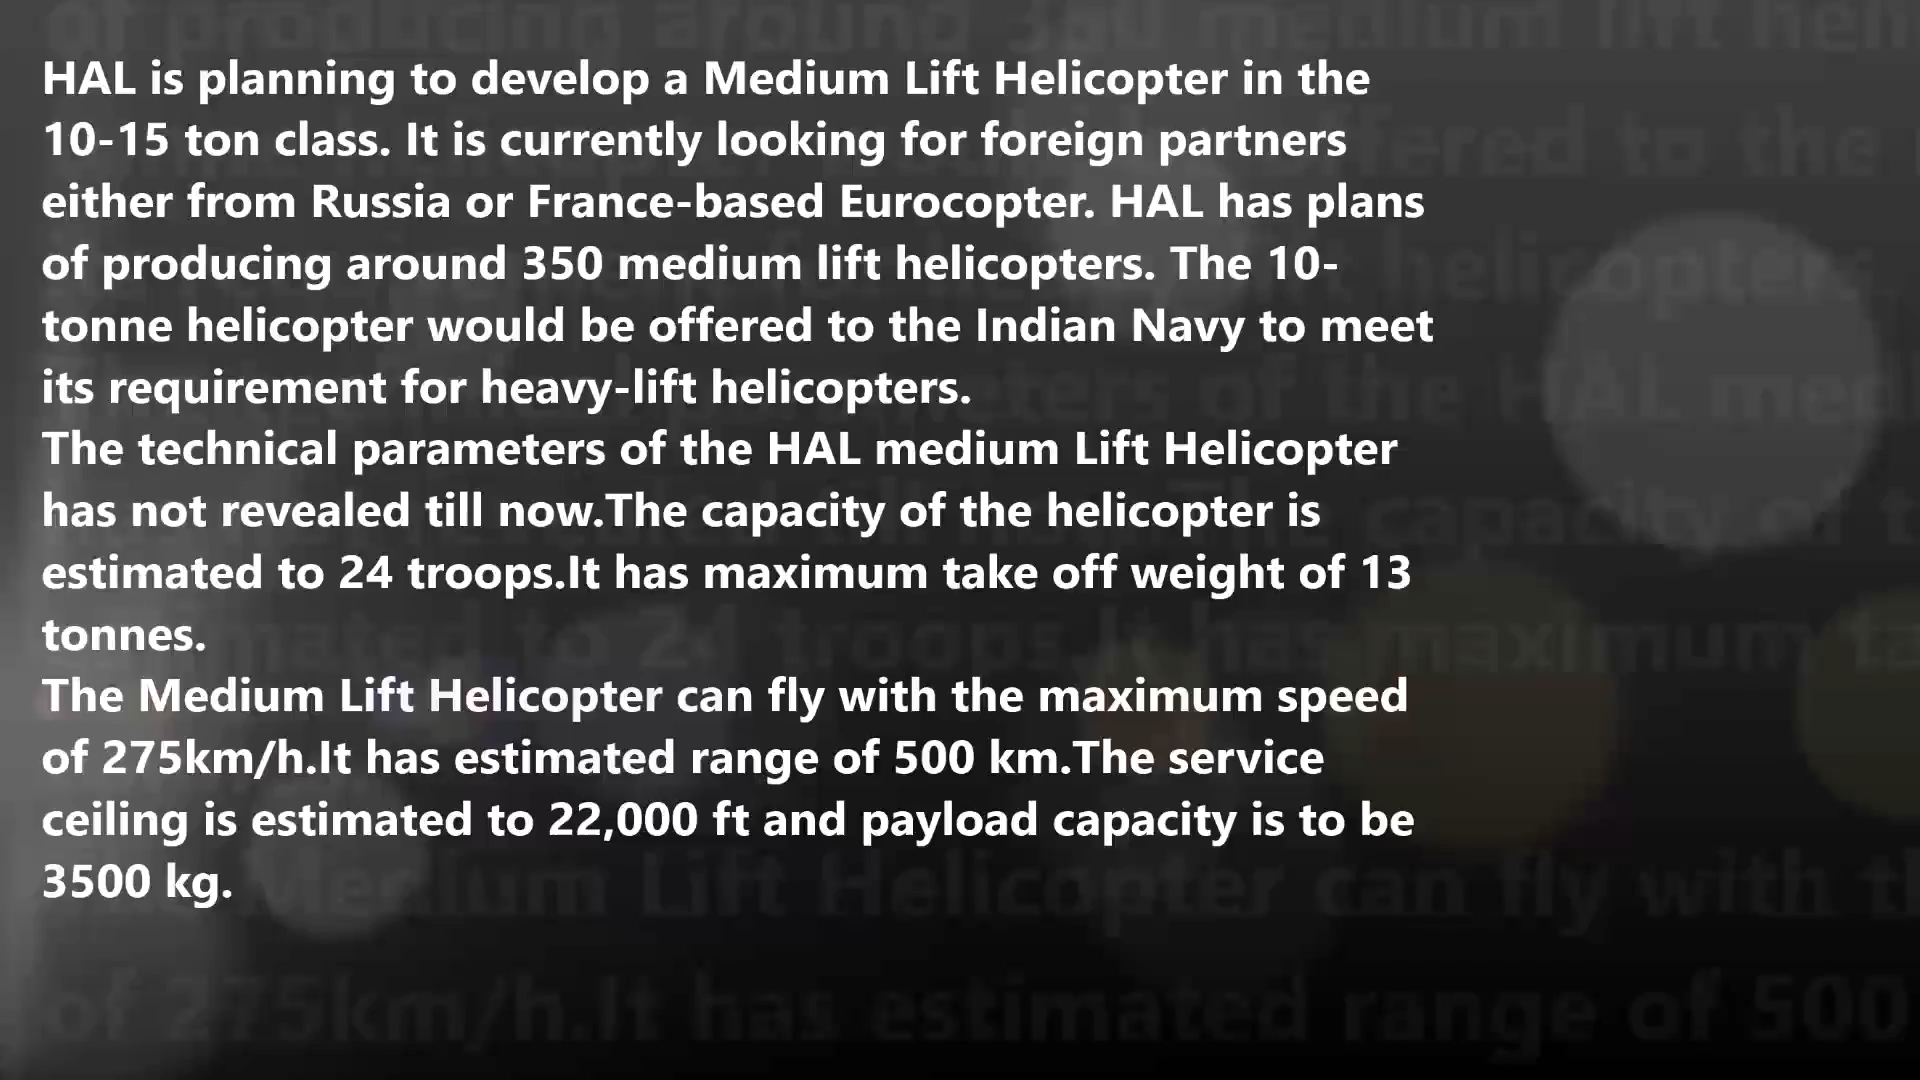 HAL is planning to develop a Medium Lift Helicopter in the
10-15 ton class. It is currently looking for foreign partners
either from Russia or France-based Eurocopter. HAL has plans
of producing around 350 medium lift helicopters. The 10-
tonne helicopter would be offered to the Indian Navy to meet
its requirement for heavy-lift helicopters.
The technical parameters of the HAL medium Lift Helicopter
has not revealed till now.The capacity of the helicopter is
estimated to 24 troops.It has maximum take off weight of 13
tonnes.
The Medium Lift Helicopter can fly with the maximum speed
of 275km/h.It has estimated range of 500 km.The service
ceiling is estimated to 22,000 ft and payload capacity is to be
3500 kg.